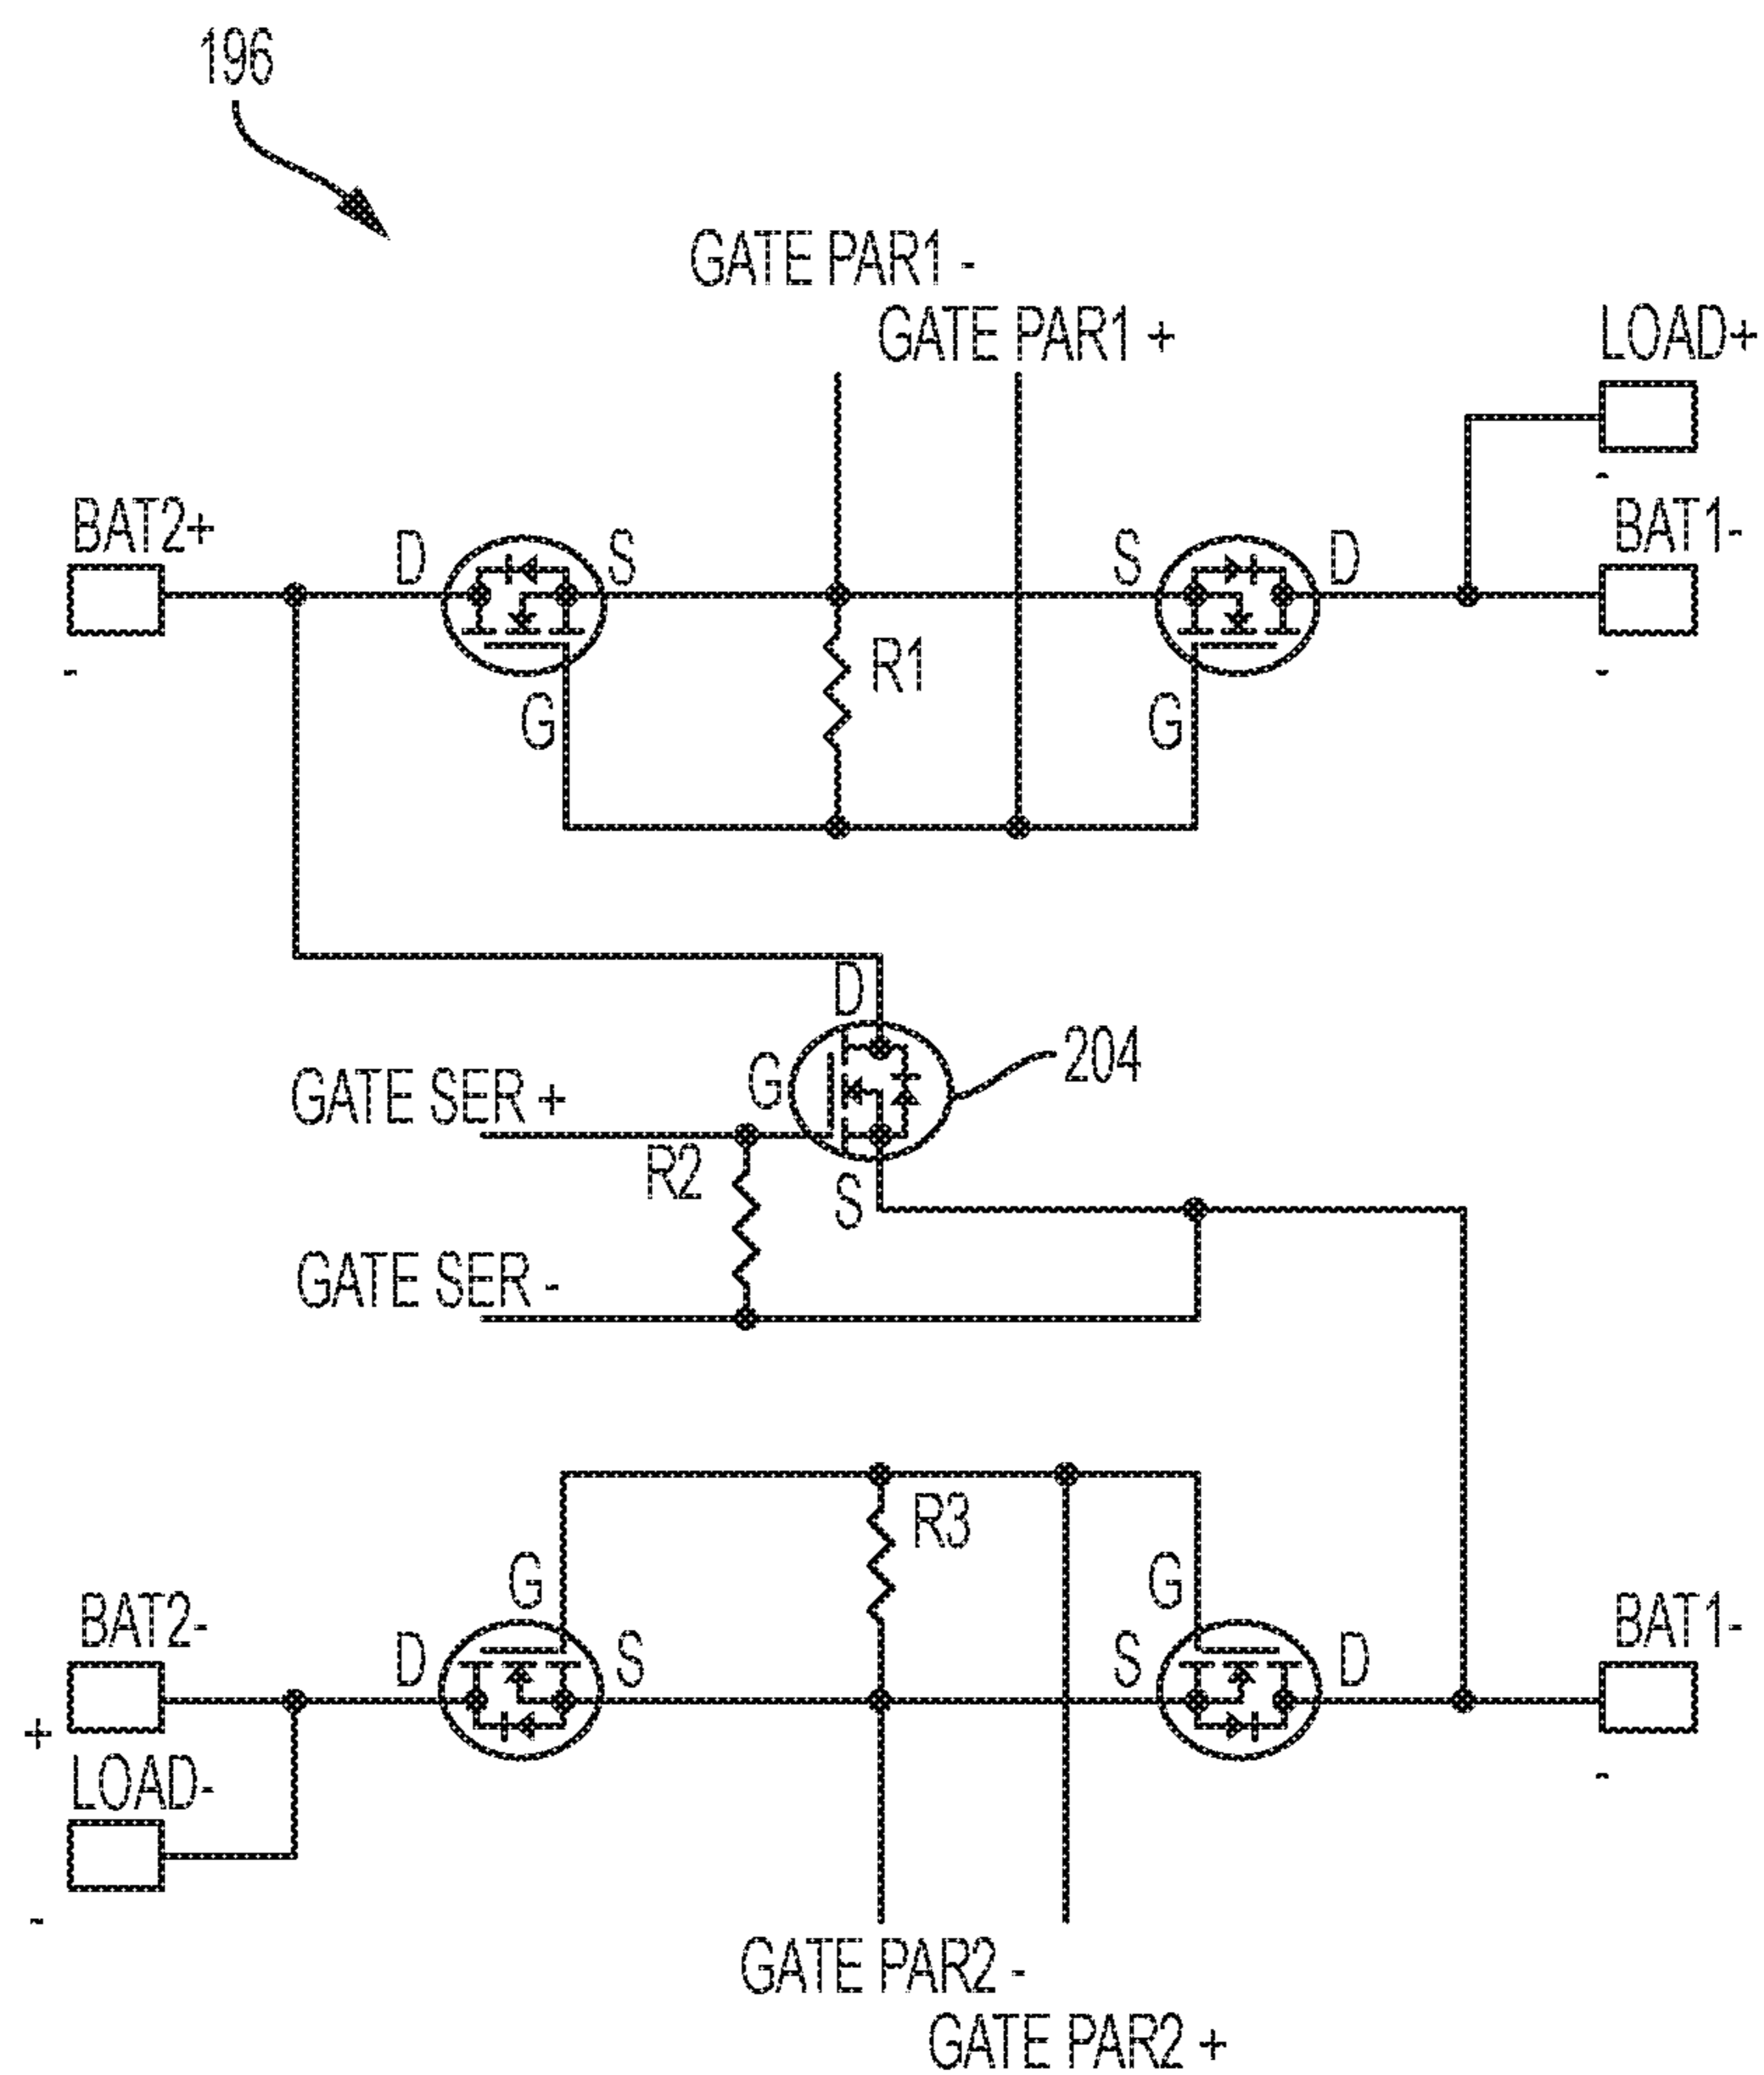 196
GATE PAR1 -
GATE PAR1 +
LOAD+
-
BAT2+
-
D
S
G
R1
S
D
G
BAT1-
-
D
G
S
204
GATE SER +
R2
GATE SER -
R3
G
D
S
G
S
D
BAT2-
+
LOAD-
-
BAT1-
-
GATE PAR2 -
GATE PAR2 +